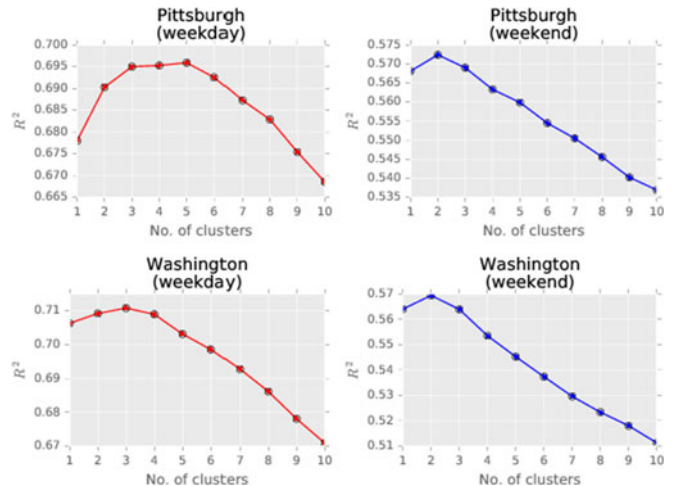 Pittsburgh
(weekday)
0.700
0.695
0.690
0.685
0.680
0.675
0.670
0.665
R²
1 2 3 4 5 6 7 8 9 10
No. of clusters
Pittsburgh
(weekend)
0.575
0.570
0.565
0.560
0.555
0.550
0.545
0.540
0.535
R²
1 2 3 4 5 6 7 8 9 10
No. of clusters
Washington
(weekday)
0.71
0.70
0.69
0.68
0.67
R²
1 2 3 4 5 6 7 8 9 10
No. of clusters
Washington
(weekend)
0.57
0.56
0.55
0.54
0.53
0.52
0.51
R²
1 2 3 4 5 6 7 8 9 10
No. of clusters